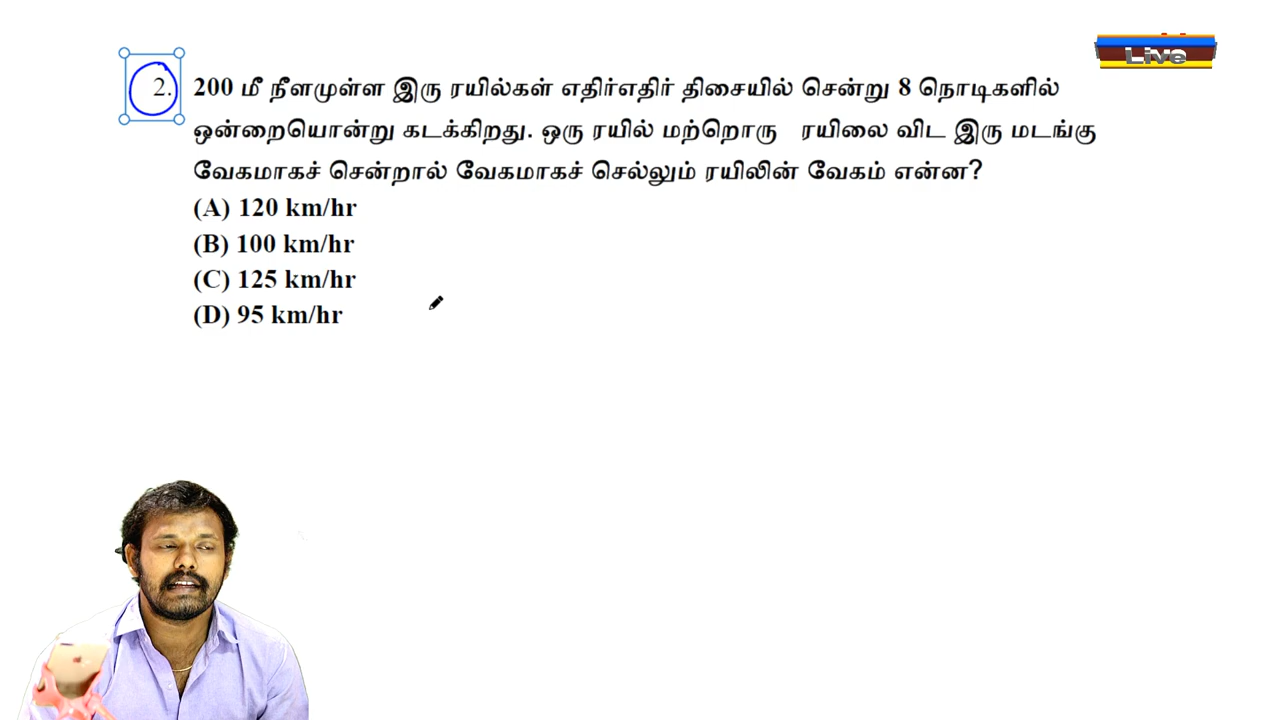 Live
2. 200 மீ நீளமுள்ள இரு ரயில்கள் எதிர்எதிர் திசையில் சென்று 8 நொடிகளில்
ஒன்றையொன்று கடக்கிறது. ஒரு ரயில் மற்றொரு ரயிலை விட இரு மடங்கு
வேகமாகச் சென்றால் வேகமாகச் செல்லும் ரயிலின் வேகம் என்ன?
(A) 120 km/hr
(B) 100 km/hr
(C) 125 km/hr
(D) 95 km/hr